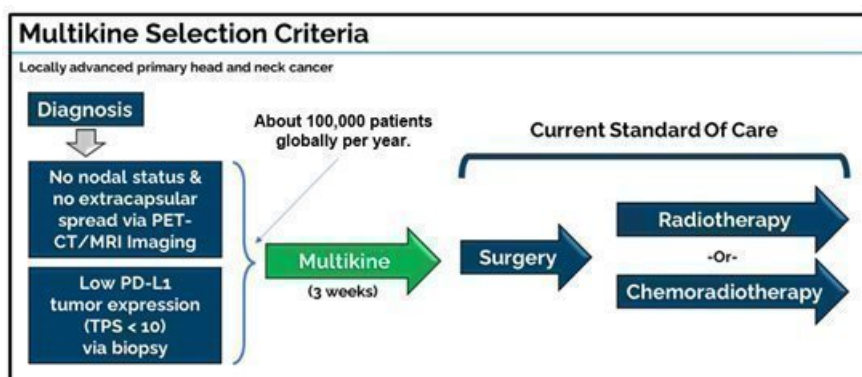 Multikine Selection Criteria
Locally advanced primary head and neck cancer
Diagnosis
No nodal status &
no extracapsular
spread via PET-
CT/MRI Imaging
Low PD-L1
tumor expression
(TPS < 10)
via biopsy
About 100,000 patients
globally per year.
Multikine
(3 weeks)
Current Standard Of Care
Surgery
Radiotherapy
-Or-
Chemoradiotherapy